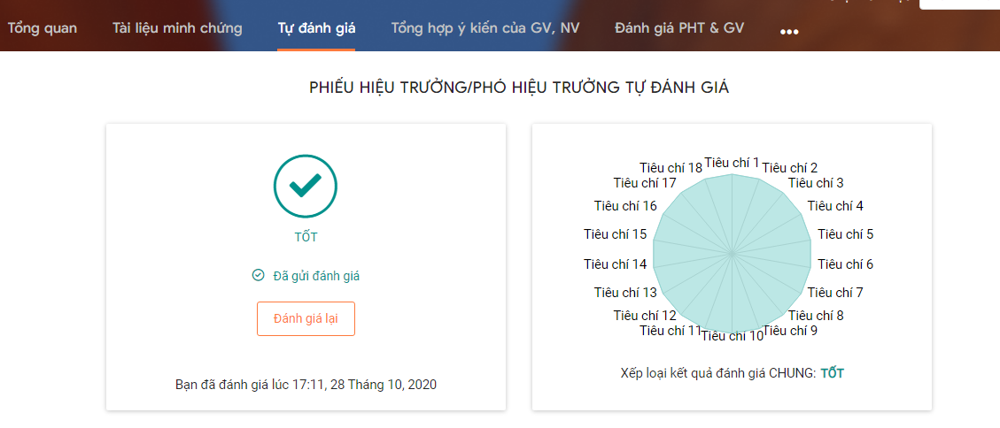 Tổng quan
Tài liệu minh chứng
Tự đánh giá
Tổng hợp ý kiến của GV, NV
Đánh giá PHT & GV
•••
PHIẾU HIỆU TRƯỞNG/PHÓ HIỆU TRƯỞNG TỰ ĐÁNH GIÁ
TỐT
Đã gửi đánh giá
Đánh giá lại
Bạn đã đánh giá lúc 17:11, 28 Tháng 10, 2020
Tiêu chí 1
Tiêu chí 2
Tiêu chí 3
Tiêu chí 4
Tiêu chí 5
Tiêu chí 6
Tiêu chí 7
Tiêu chí 8
Tiêu chí 9
Tiêu chí 10
Tiêu chí 11
Tiêu chí 12
Tiêu chí 13
Tiêu chí 14
Tiêu chí 15
Tiêu chí 16
Tiêu chí 17
Tiêu chí 18
Xếp loại kết quả đánh giá CHUNG: TỐT